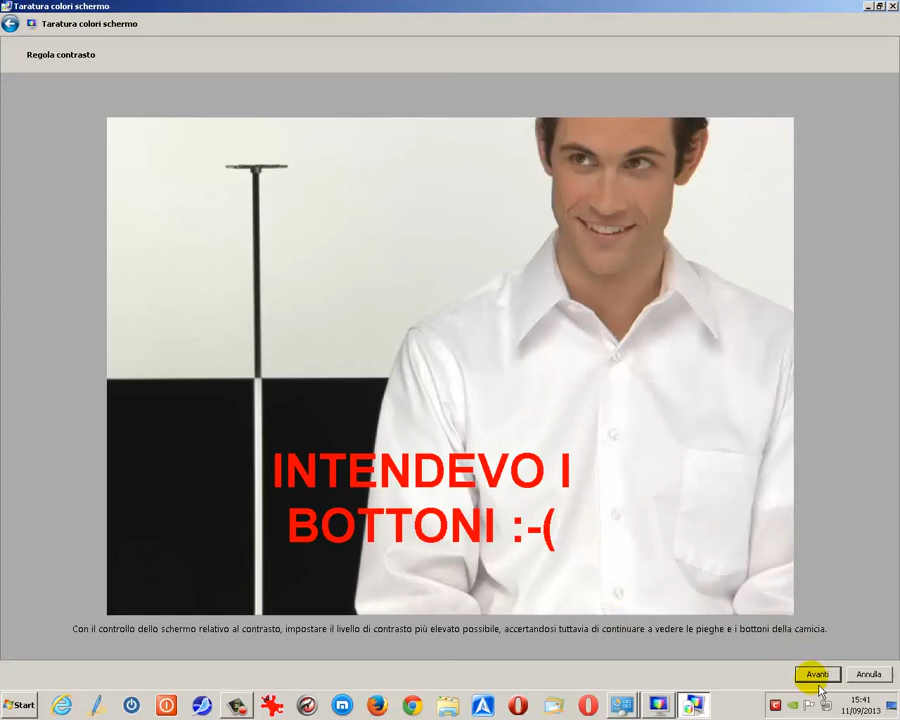 Taratura colori schermo
Taratura colori schermo
Regola contrasto
INTENDEVO I
BOTTONI :-(
Con il controllo dello schermo relativo al contrasto, impostare il livello di contrasto più elevato possibile, accertandosi tuttavia di continuare a vedere le pieghe e i bottoni della camicia.
Avanti
Annulla
Start
15:41
11/09/2013